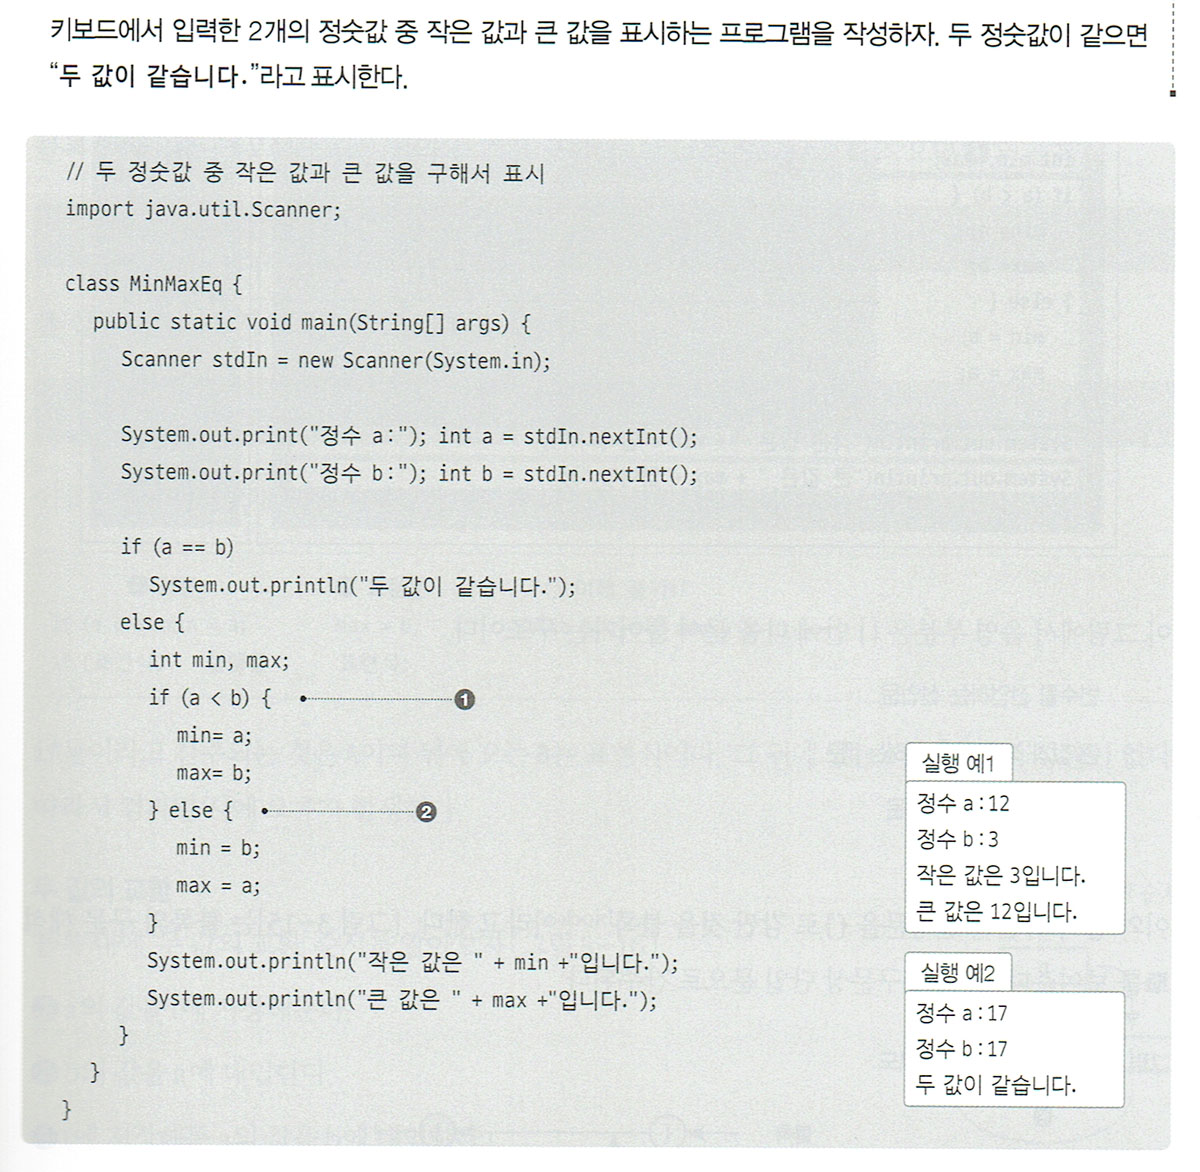 키보드에서 입력한 2개의 정숫값 중 작은 값과 큰 값을 표시하는 프로그램을 작성하자. 두 정숫값이 같으면
“두 값이 같습니다.”라고 표시한다.
// 두 정숫값 중 작은 값과 큰 값을 구해서 표시
import java.util.Scanner;
class MinMaxEq {
public static void main(String[] args) {
Scanner stdIn = new Scanner(System.in);
System.out.print("정수 a:"); int a = stdIn.nextInt();
System.out.print("정수 b:"); int b = stdIn.nextInt();
if (a == b)
System.out.println("두 값이 같습니다.");
else {
int min, max;
if (a < b) { ❶
min= a;
max= b;
} else { ❷
min = b;
max = a;
}
System.out.println("작은 값은 " + min +"입니다.");
System.out.println("큰 값은 " + max +"입니다.");
}
}
}
실행 예1
정수 a:12
정수 b:3
작은 값은 3입니다.
큰 값은 12입니다.
실행 예2
정수 a:17
정수 b:17
두 값이 같습니다.